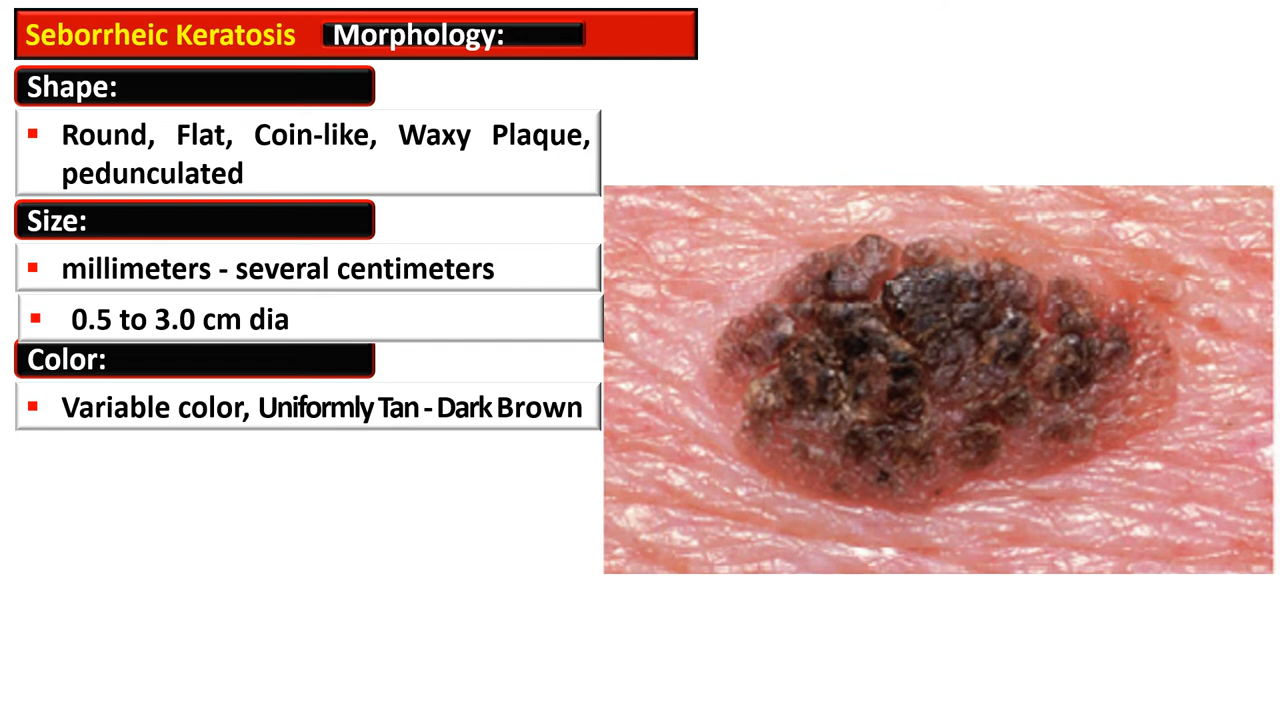 Seborrheic Keratosis Morphology:
Shape:
▪ Round, Flat, Coin-like, Waxy Plaque,
pedunculated
Size:
▪ millimeters - several centimeters
▪ 0.5 to 3.0 cm dia
Color:
▪ Variable color, Uniformly Tan - Dark Brown